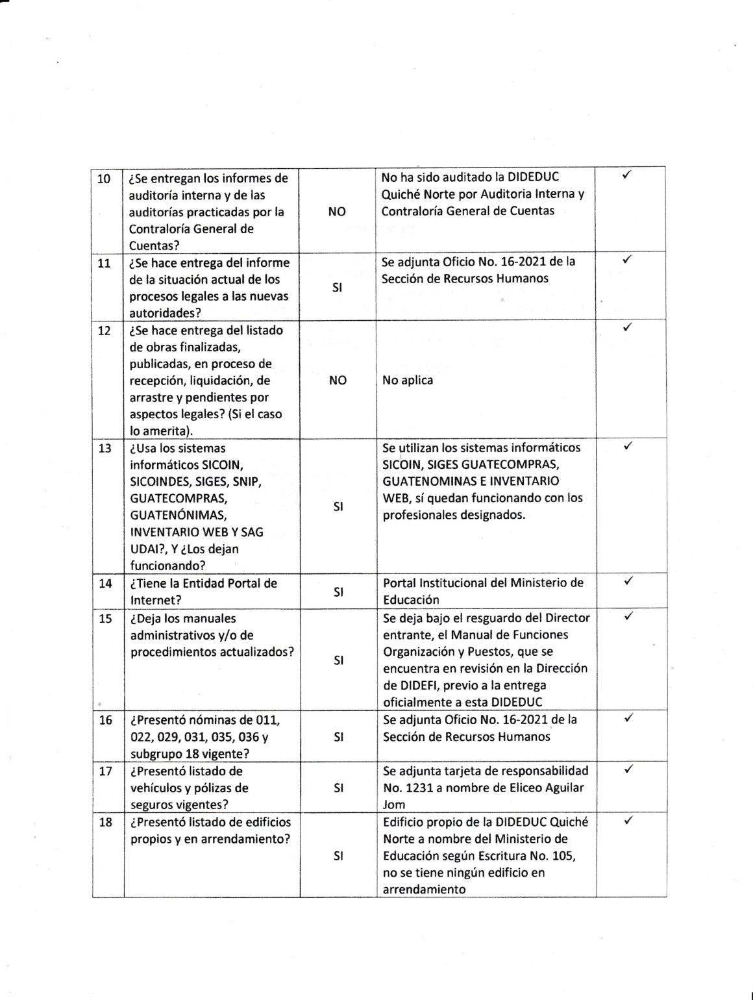 10
¿Se entregan los informes de
auditoría interna y de las
auditorías practicadas por la
Contraloría General de
Cuentas?
NO
No ha sido auditado la DIDEDUC
Quiché Norte por Auditoria Interna y
Contraloría General de Cuentas
✓
11
¿Se hace entrega del informe
de la situación actual de los
procesos legales a las nuevas
autoridades?
SI
Se adjunta Oficio No. 16-2021 de la
Sección de Recursos Humanos
✓
12
¿Se hace entrega del listado
de obras finalizadas,
publicadas, en proceso de
recepción, liquidación, de
arrastre y pendientes por
aspectos legales? (Si el caso
lo amerita).
NO
No aplica
✓
13
¿Usa los sistemas
informáticos SICOIN,
SICOINDES, SIGES, SNIP,
GUATECOMPRAS,
GUATENÓNIMAS,
INVENTARIO WEB Y SAG
UDAI?, Y ¿Los dejan
funcionando?
SI
Se utilizan los sistemas informáticos
SICOIN, SIGES GUATECOMPRAS,
GUATENOMINAS E INVENTARIO
WEB, sí quedan funcionando con los
profesionales designados.
✓
14
¿Tiene la Entidad Portal de
Internet?
SI
Portal Institucional del Ministerio de
Educación
✓
15
¿Deja los manuales
administrativos y/o de
procedimientos actualizados?
SI
Se deja bajo el resguardo del Director
entrante, el Manual de Funciones
Organización y Puestos, que se
encuentra en revisión en la Dirección
de DIDEFI, previo a la entrega
oficialmente a esta DIDEDUC
✓
16
¿Presentó nóminas de 011,
022, 029, 031, 035, 036 y
subgrupo 18 vigente?
SI
Se adjunta Oficio No. 16-2021 de la
Sección de Recursos Humanos
✓
17
¿Presentó listado de
vehículos y pólizas de
seguros vigentes?
SI
Se adjunta tarjeta de responsabilidad
No. 1231 a nombre de Eliceo Aguilar
Jom
✓
18
¿Presentó listado de edificios
propios y en arrendamiento?
SI
Edificio propio de la DIDEDUC Quiché
Norte a nombre del Ministerio de
Educación según Escritura No. 105,
no se tiene ningún edificio en
arrendamiento
✓